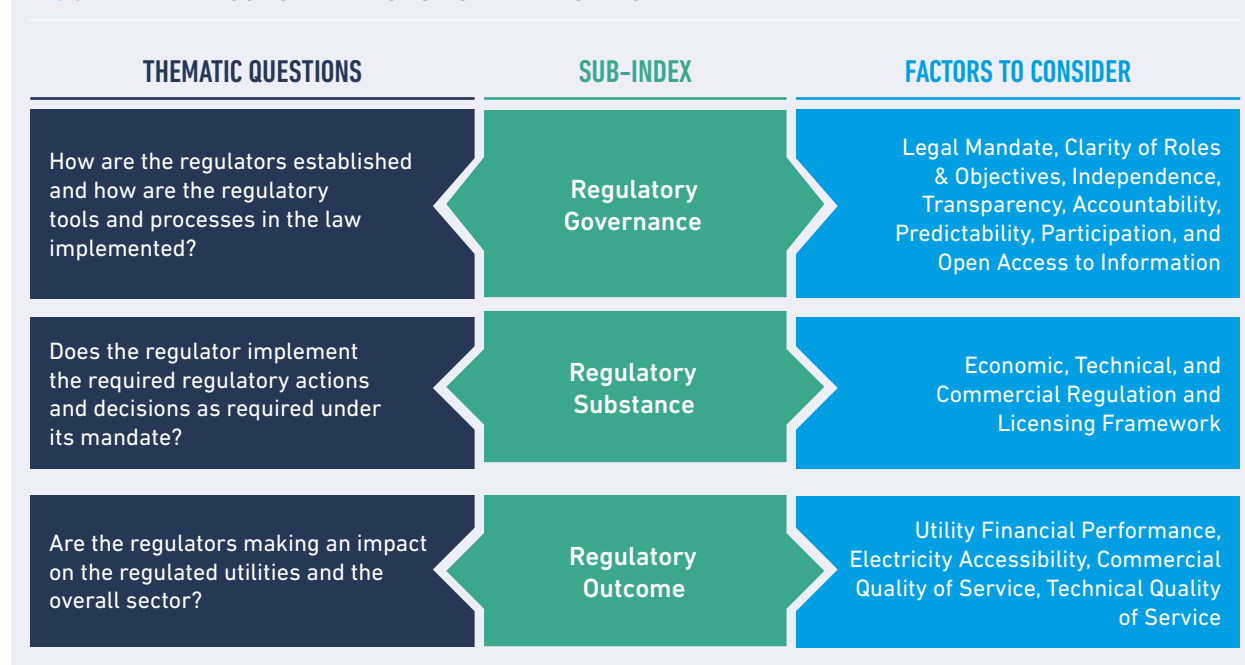 THEMATIC QUESTIONS
SUB-INDEX
FACTORS TO CONSIDER
How are the regulators established
and how are the regulatory
tools and processes in the law
implemented?
Regulatory
Governance
Legal Mandate, Clarity of Roles
& Objectives, Independence,
Transparency, Accountability,
Predictability, Participation, and
Open Access to Information
Does the regulator implement
the required regulatory actions
and decisions as required under
its mandate?
Regulatory
Substance
Economic, Technical, and
Commercial Regulation and
Licensing Framework
Are the regulators making an impact
on the regulated utilities and the
overall sector?
Regulatory
Outcome
Utility Financial Performance,
Electricity Accessibility, Commercial
Quality of Service, Technical Quality
of Service